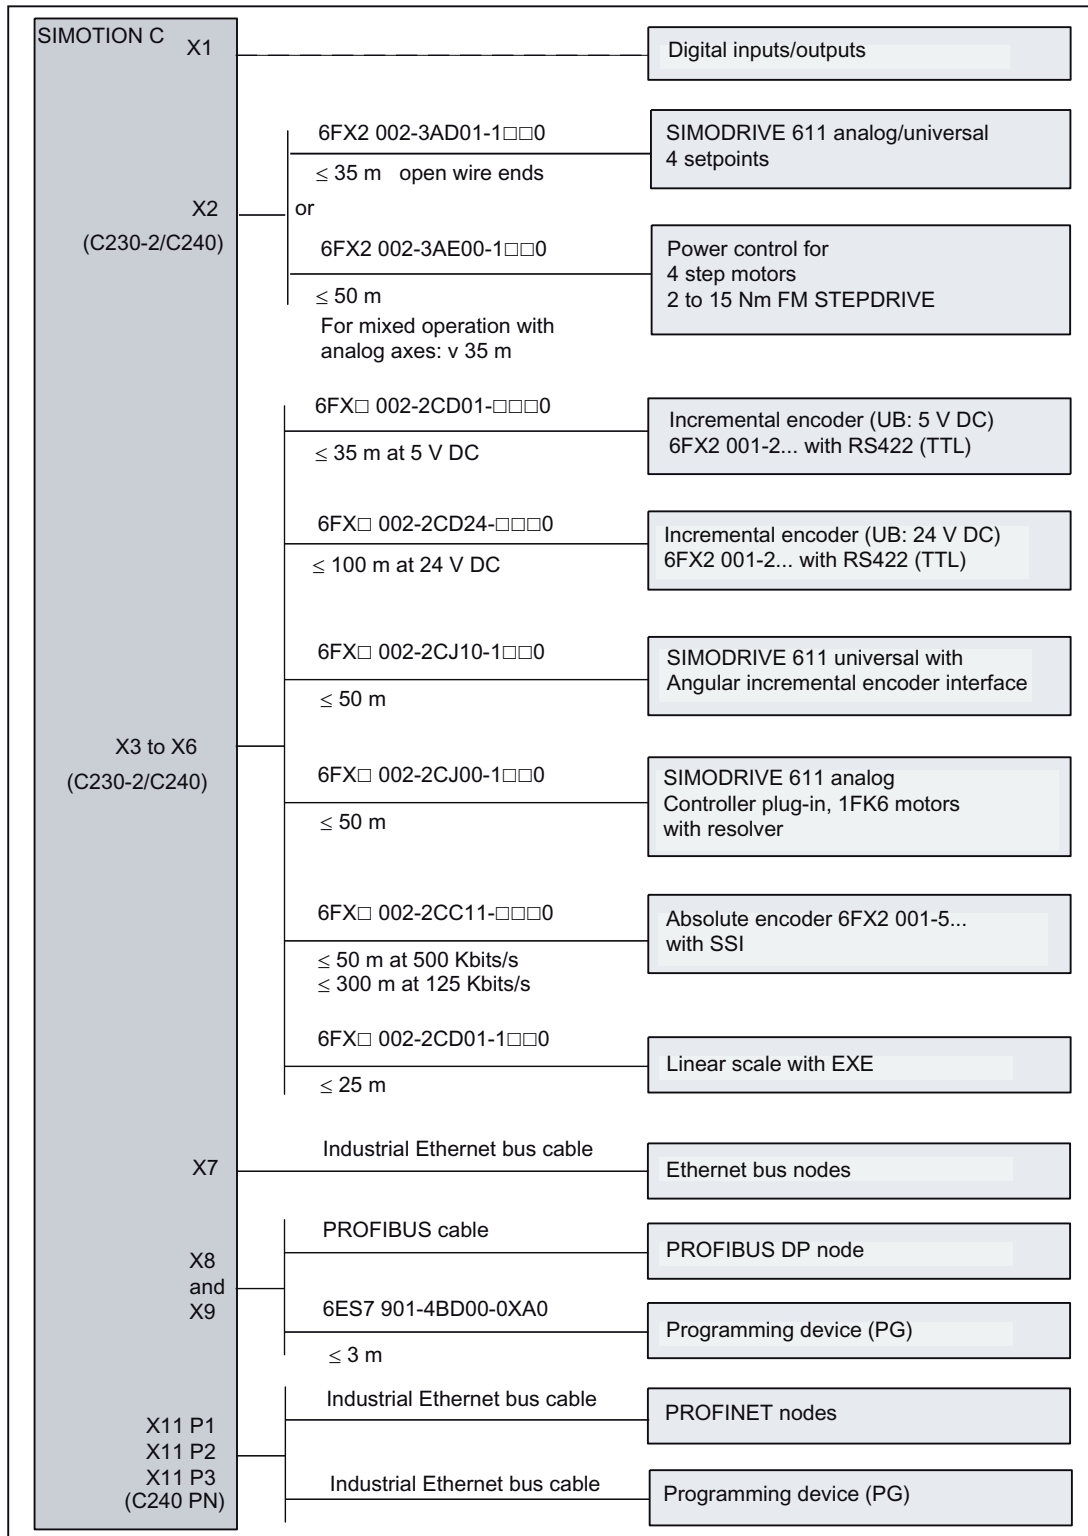 SIMOTION C
X1
Digital inputs/outputs
6FX2 002-3AD01-1□□0
≤ 35 m open wire ends
SIMODRIVE 611 analog/universal
4 setpoints
X2
(C230-2/C240)
or
6FX2 002-3AE00-1□□0
≤ 50 m
For mixed operation with
analog axes: v 35 m
Power control for
4 step motors
2 to 15 Nm FM STEPDRIVE
6FX□ 002-2CD01-□□□0
≤ 35 m at 5 V DC
Incremental encoder (UB: 5 V DC)
6FX2 001-2... with RS422 (TTL)
6FX□ 002-2CD24-□□□0
≤ 100 m at 24 V DC
Incremental encoder (UB: 24 V DC)
6FX2 001-2... with RS422 (TTL)
6FX□ 002-2CJ10-1□□0
≤ 50 m
SIMODRIVE 611 universal with
Angular incremental encoder interface
X3 to X6
(C230-2/C240)
6FX□ 002-2CJ00-1□□0
≤ 50 m
SIMODRIVE 611 analog
Controller plug-in, 1FK6 motors
with resolver
6FX□ 002-2CC11-□□□0
≤ 50 m at 500 Kbits/s
≤ 300 m at 125 Kbits/s
Absolute encoder 6FX2 001-5...
with SSI
6FX□ 002-2CD01-1□□0
≤ 25 m
Linear scale with EXE
X7
Industrial Ethernet bus cable
Ethernet bus nodes
X8
and
X9
PROFIBUS cable
PROFIBUS DP node
6ES7 901-4BD00-0XA0
≤ 3 m
Programming device (PG)
X11 P1
X11 P2
X11 P3
(C240 PN)
Industrial Ethernet bus cable
PROFINET nodes
Industrial Ethernet bus cable
Programming device (PG)